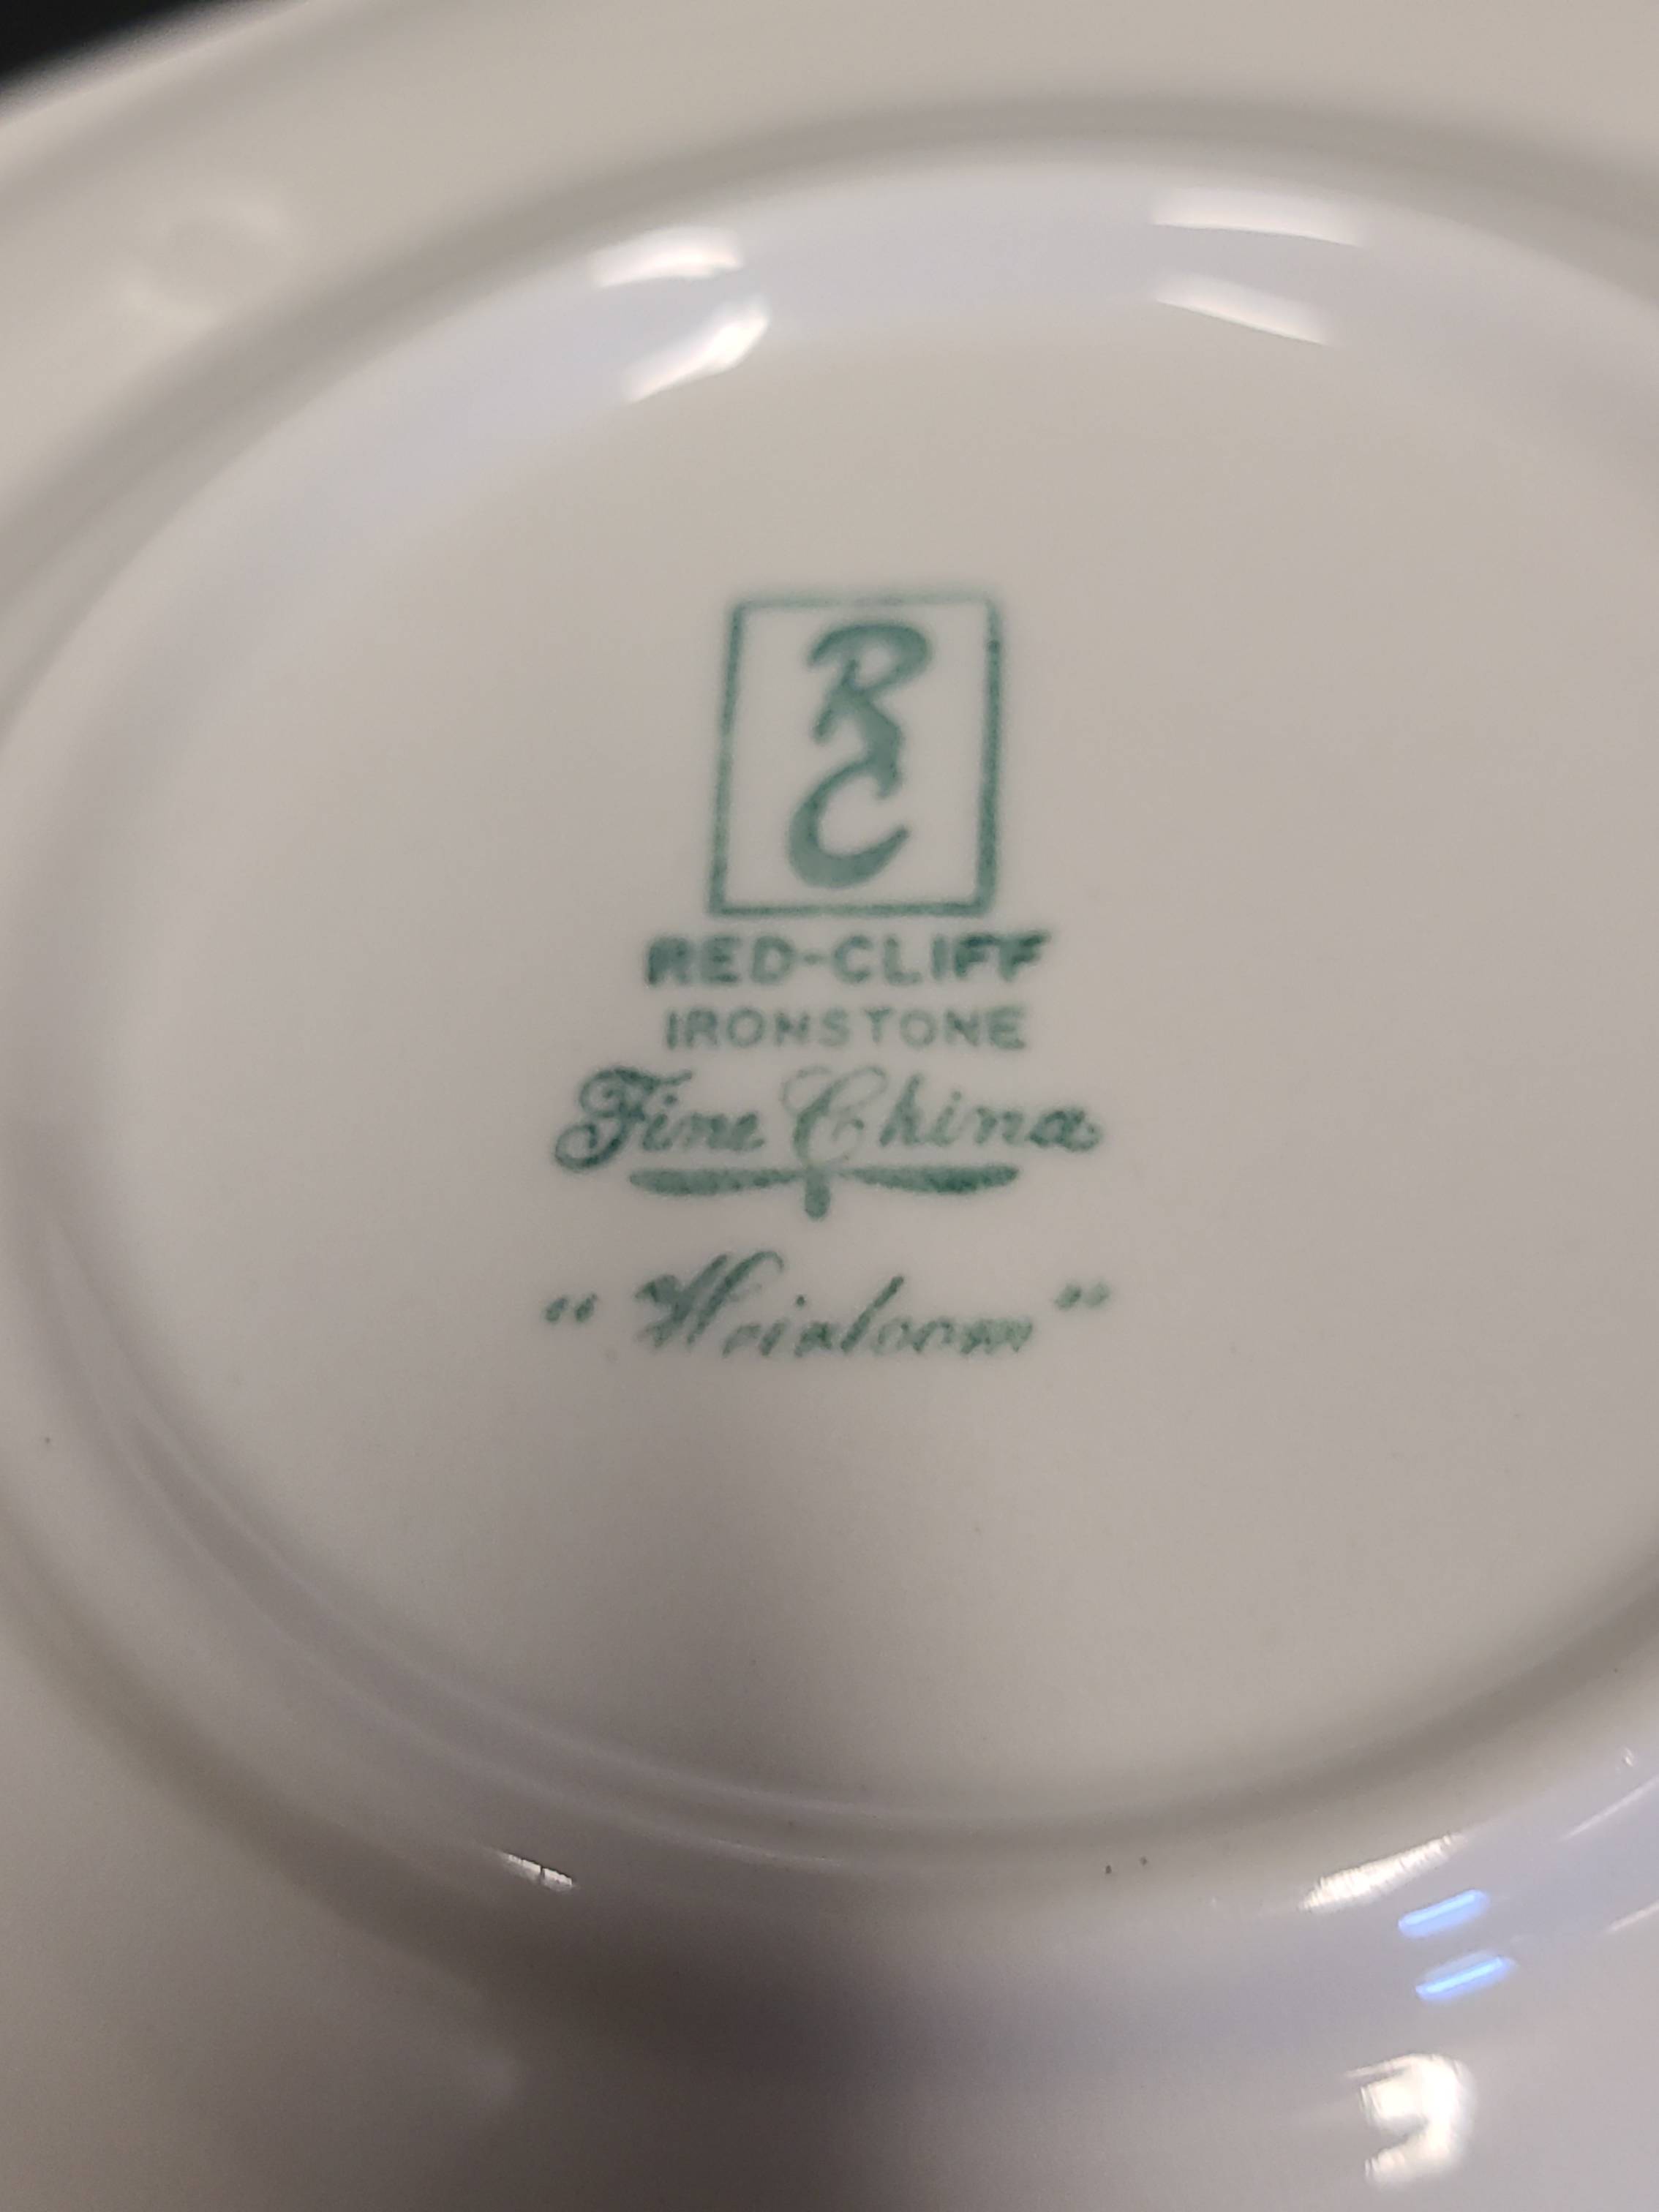 RC
RED-CLIFF
IRONSTONE
Fine China
"Heirloom"